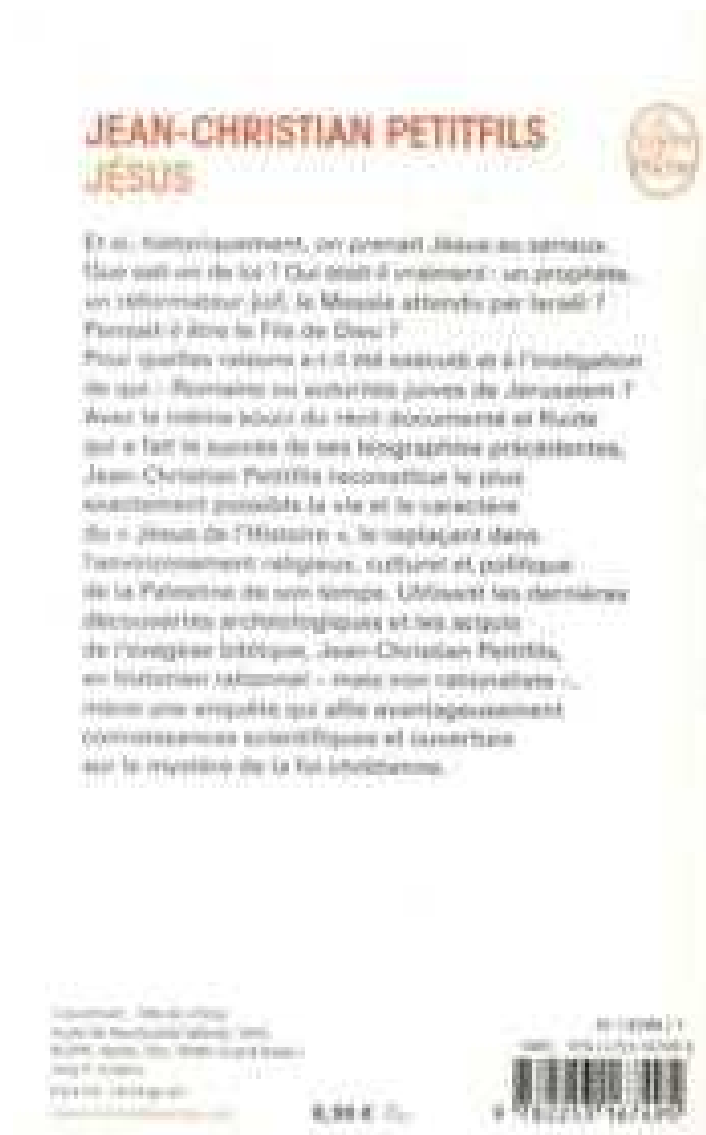 JEAN-CHRISTIAN PETITFILS
JÉSUS
Et si, historiquement, on prenait Jésus au sérieux.
Que sait-on de lui ? Qui était-il vraiment : un prophète,
un réformateur juif, le Messie attendu par Israël ?
Pensait-il être le Fils de Dieu ?
Pour quelles raisons a-t-il été exécuté et à l'instigation
de qui – Romains ou autorités juives de Jérusalem ?
Avec le même souci du récit documenté et fluide
qui a fait le succès de ses biographies précédentes,
Jean-Christian Petitfils reconstitue le plus
exactement possible la vie et le caractère
du « Jésus de l'Histoire », le replaçant dans
l'environnement religieux, culturel et politique
de la Palestine de son temps. Utilisant les dernières
découvertes archéologiques et les acquis
de l'exégèse biblique, Jean-Christian Petitfils,
en historien rationnel – mais non rationaliste –,
mène une enquête qui allie avantageusement
connaissances scientifiques et ouverture
sur le mystère de la foi chrétienne.